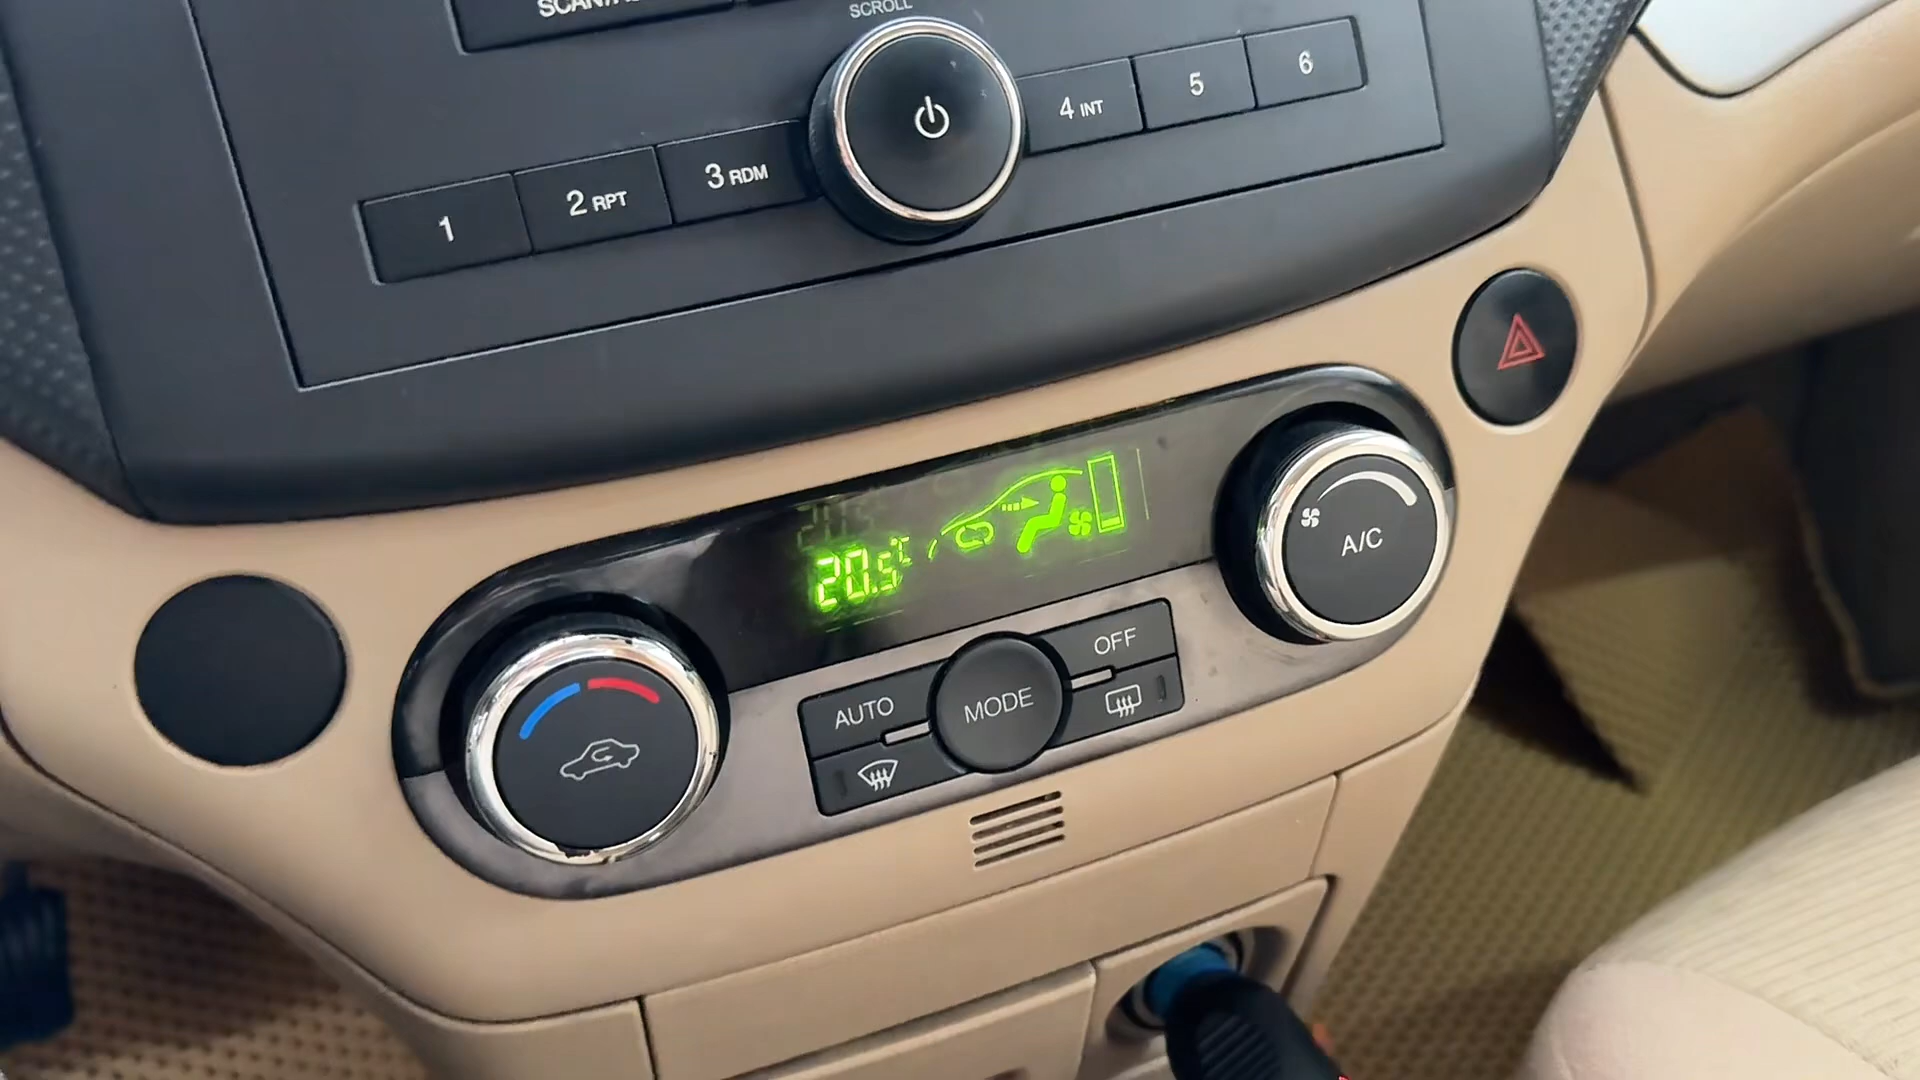 SCROLL
1
2 RPT
3 RDM
4 INT
5
6
20.5°C
A/C
AUTO
MODE
OFF